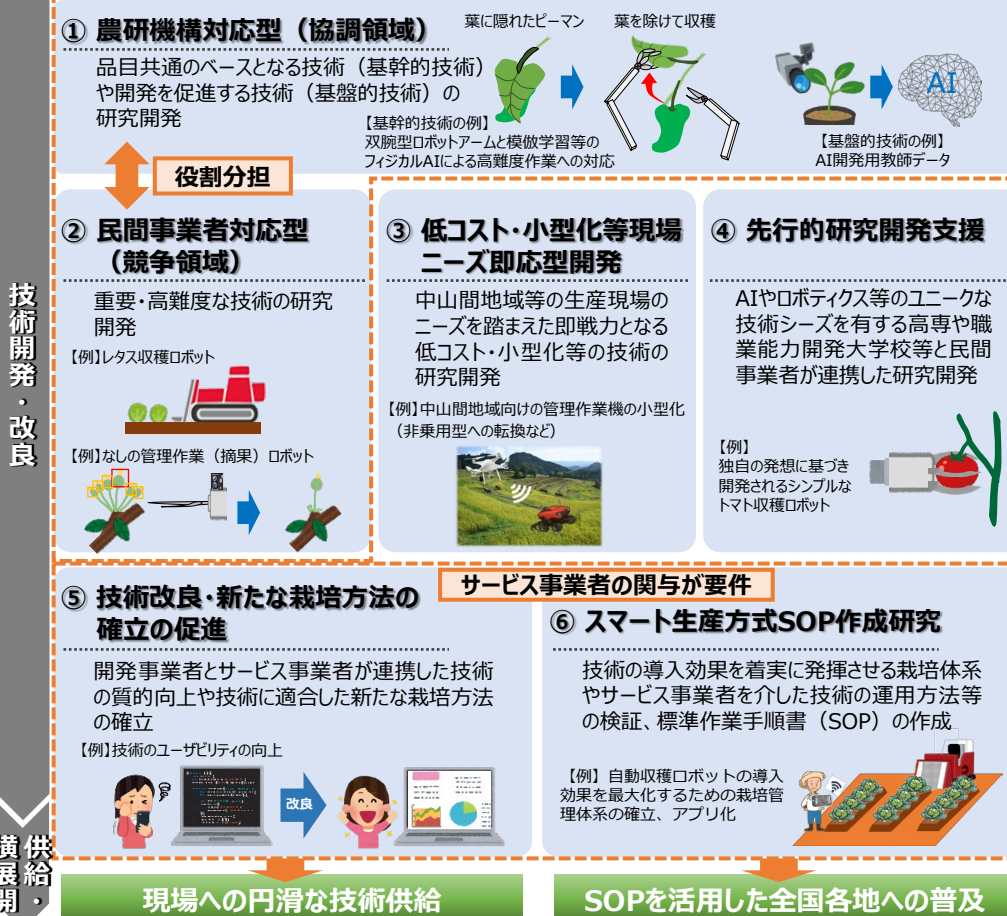 ① 農研機構対応型（協調領域）
品目共通のベースとなる技術（基幹的技術）
や開発を促進する技術（基盤的技術）の
研究開発
葉に隠れたピーマン
葉を除けて収穫
【基幹的技術の例】
双腕型ロボットアームと模倣学習等の
フィジカルAIによる高難度作業への対応
AI
【基盤的技術の例】
AI開発用教師データ
役割分担
② 民間事業者対応型
（競争領域）
重要・高難度な技術の研究
開発
【例】レタス収穫ロボット
【例】なしの管理作業（摘果）ロボット
③ 低コスト・小型化等現場
ニーズ即応型開発
中山間地域等の生産現場の
ニーズを踏まえた即戦力となる
低コスト・小型化等の技術の
研究開発
【例】中山間地域向けの管理作業機の小型化
（非乗用型への転換など）
④ 先行的研究開発支援
AIやロボティクス等のユニークな
技術シーズを有する高専や職
業能力開発大学校等と民間
事業者が連携した研究開発
【例】
独自の発想に基づき
開発されるシンプルな
トマト収穫ロボット
技術開発・改良
サービス事業者の関与が要件
⑤ 技術改良・新たな栽培方法の
確立の促進
開発事業者とサービス事業者が連携した技術
の質的向上や技術に適合した新たな栽培方法
の確立
【例】技術のユーザビリティの向上
改良
⑥ スマート生産方式SOP作成研究
技術の導入効果を着実に発揮させる栽培体系
やサービス事業者を介した技術の運用方法等
の検証、標準作業手順書（SOP）の作成
【例】自動収穫ロボットの導入
効果を最大化するための栽培管
理体系の確立、アプリ化
供給・
横展開
現場への円滑な技術供給
SOPを活用した全国各地への普及